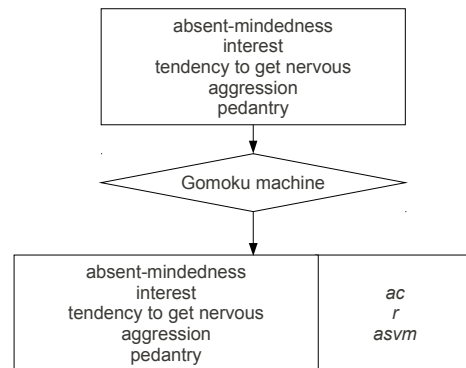 absent-mindedness
interest
tendency to get nervous
aggression
pedantry
Gomoku machine
absent-mindedness
interest
tendency to get nervous
aggression
pedantry
ac
r
asvm